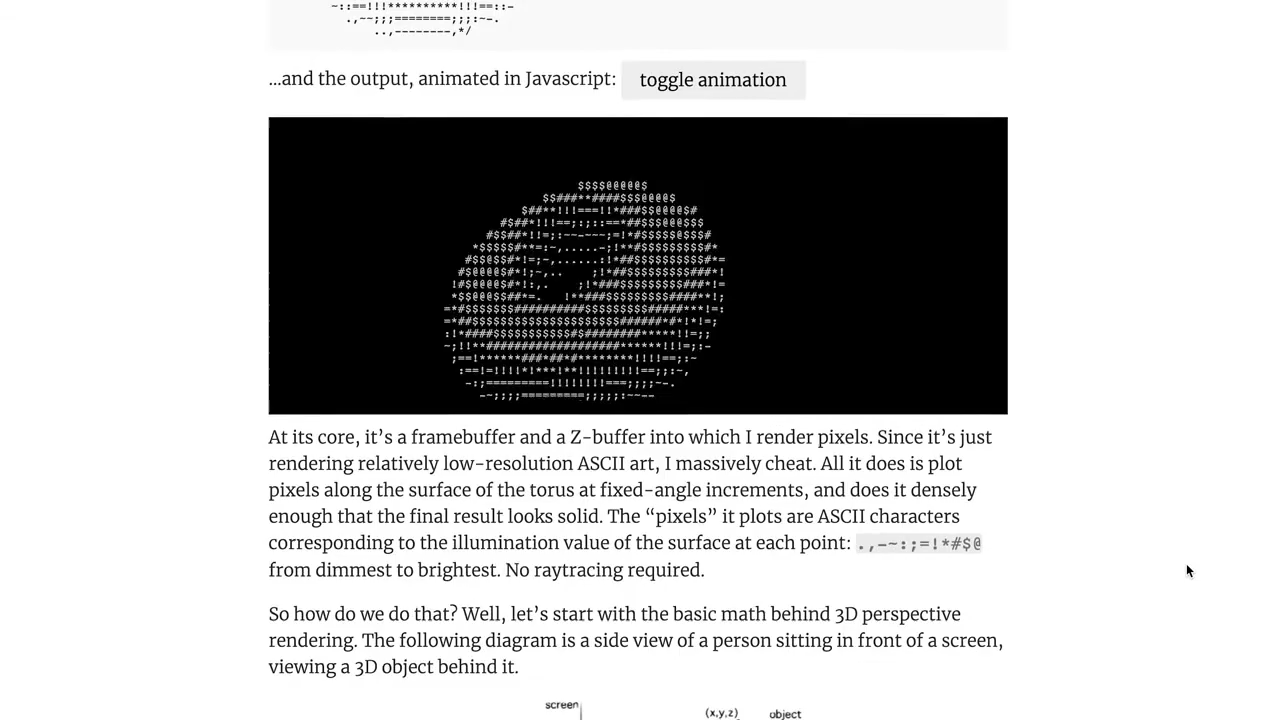 ~::==!!!**********!!!==::-
.,~~;;;========;;;:~-.
..,--------,*/
…and the output, animated in Javascript: toggle animation
$$$$@@@@@$
$$###**####$$$@@@@$
$##**!!!===!!*###$$@@@@$#
#$##*!!!==;:;::==*##$$$@@@$$$
#$$##*!!=;:~~-~~~;=!*#$$$$$@$$$#
*$$$$$#**=:~,.....-;!**#$$$$$$$$$#*
#$$@$$#*!=;~,......:!*##$$$$$$$$$$#*=
#$@@@@$#*!;~,.. ;!*##$$$$$$$$$###*!
!#$@@@@$#*!:,. ;!*###$$$$$$$$$###*!=
*$$@@@@$$##*=. !**###$$$$$$$$$####**!;
=*#$$$$$$$##########$$$$$$$$$#####***!=:
=*##$$$$$$$$$$$$$$$$$$$$$######*#*!*!=;
:!*####$$$$$$$$$$$#$########*****!!=;;
~;!!**###################******!!!=;:-
;==!******###*##*#********!!!!==;:~
:==!=!!!!*!***!**!!!!!!!!!==;;:~,
-:;=========!!!!!!!!===;;;;~-.
-~;;;;=========;;;;;:~~--
At its core, it’s a framebuffer and a Z-buffer into which I render pixels. Since it’s just
rendering relatively low-resolution ASCII art, I massively cheat. All it does is plot
pixels along the surface of the torus at fixed-angle increments, and does it densely
enough that the final result looks solid. The “pixels” it plots are ASCII characters
corresponding to the illumination value of the surface at each point: .,-~:;=!*#$@
from dimmest to brightest. No raytracing required.
So how do we do that? Well, let’s start with the basic math behind 3D perspective
rendering. The following diagram is a side view of a person sitting in front of a screen,
viewing a 3D object behind it.
screen (x,y,z) object